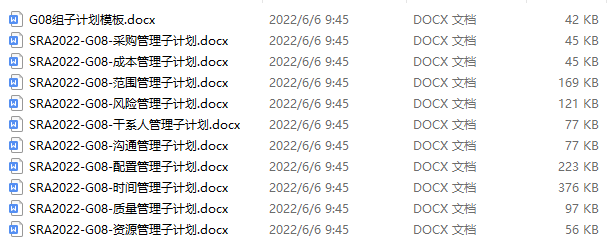 G08组子计划模板.docx 2022/6/6 9:45 DOCX 文档 42 KB
SRA2022-G08-采购管理子计划.docx 2022/6/6 9:45 DOCX 文档 45 KB
SRA2022-G08-成本管理子计划.docx 2022/6/6 9:45 DOCX 文档 45 KB
SRA2022-G08-范围管理子计划.docx 2022/6/6 9:45 DOCX 文档 169 KB
SRA2022-G08-风险管理子计划.docx 2022/6/6 9:45 DOCX 文档 121 KB
SRA2022-G08-干系人管理子计划.docx 2022/6/6 9:45 DOCX 文档 77 KB
SRA2022-G08-沟通管理子计划.docx 2022/6/6 9:45 DOCX 文档 77 KB
SRA2022-G08-配置管理子计划.docx 2022/6/6 9:45 DOCX 文档 223 KB
SRA2022-G08-时间管理子计划.docx 2022/6/6 9:45 DOCX 文档 376 KB
SRA2022-G08-质量管理子计划.docx 2022/6/6 9:45 DOCX 文档 97 KB
SRA2022-G08-资源管理子计划.docx 2022/6/6 9:45 DOCX 文档 56 KB